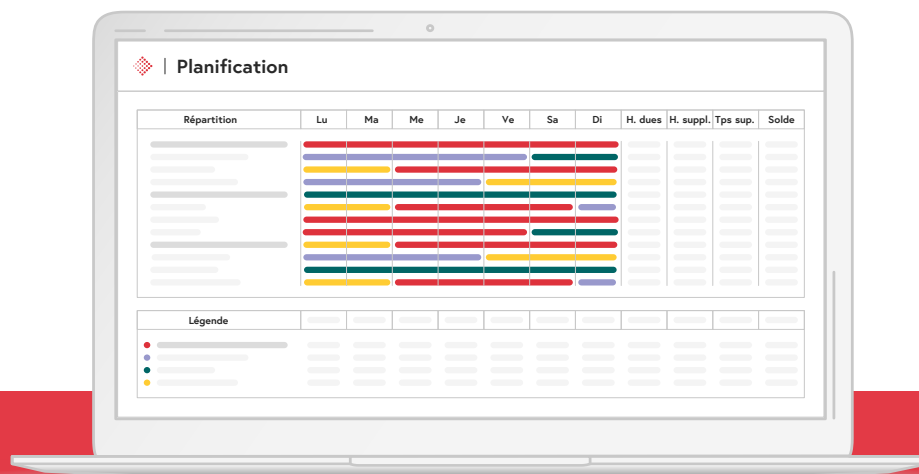 | Planification
Répartition Lu Ma Me Je Ve Sa Di H. dues H. suppl. Tps sup. Solde
Légende